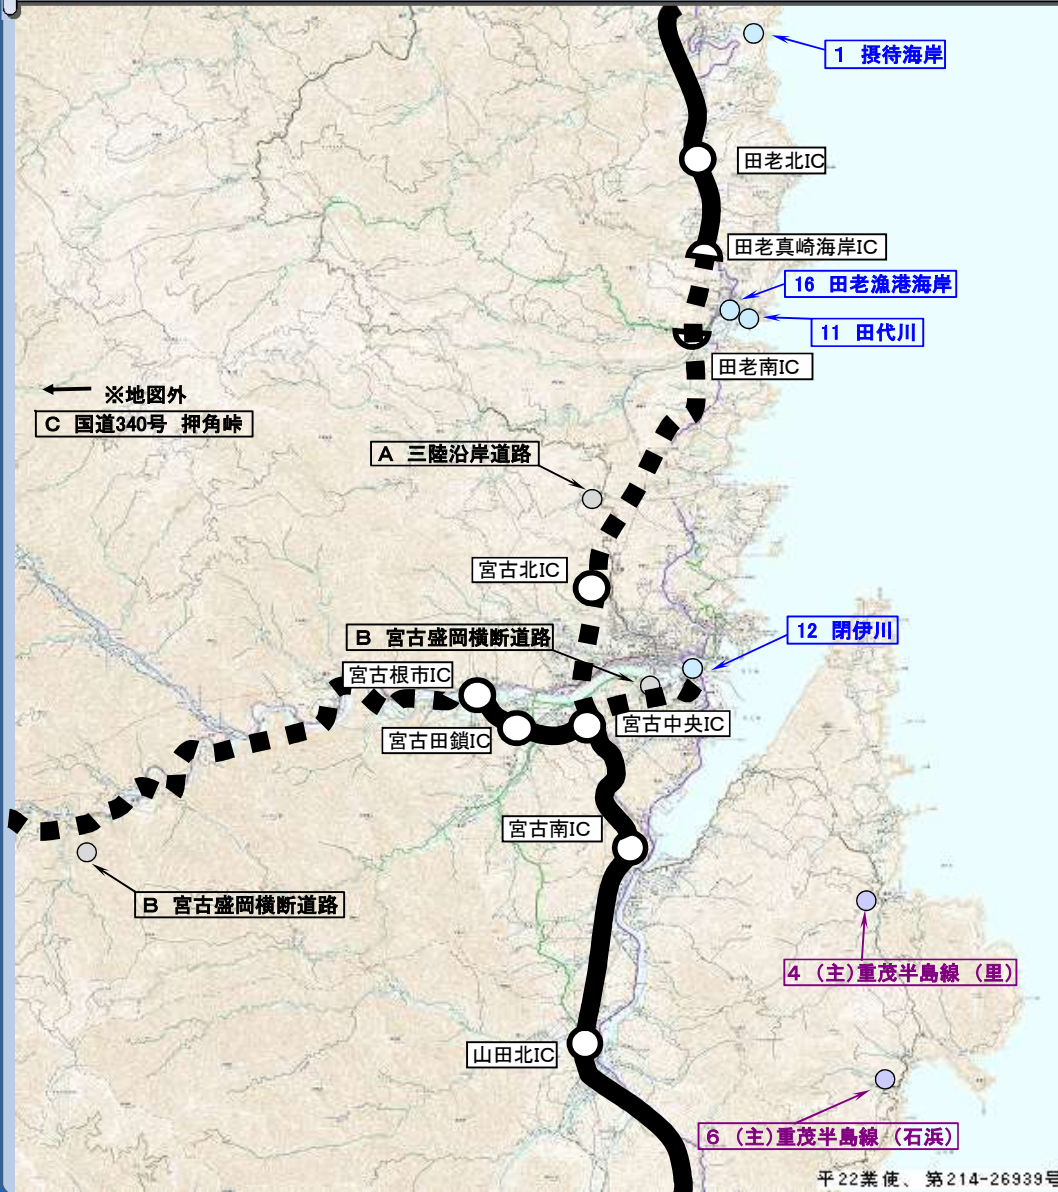 1 摂待海岸
田老北IC
田老真崎海岸IC
16 田老漁港海岸
11 田代川
田老南IC
※地図外
C 国道340号 押角峠
A 三陸沿岸道路
宮古北IC
12 閉伊川
B 宮古盛岡横断道路
宮古根市IC
宮古中央IC
宮古田鎖IC
宮古南IC
B 宮古盛岡横断道路
4 (主)重茂半島線 (里)
山田北IC
6 (主)重茂半島線 (石浜)
平22業使、第214-26939号